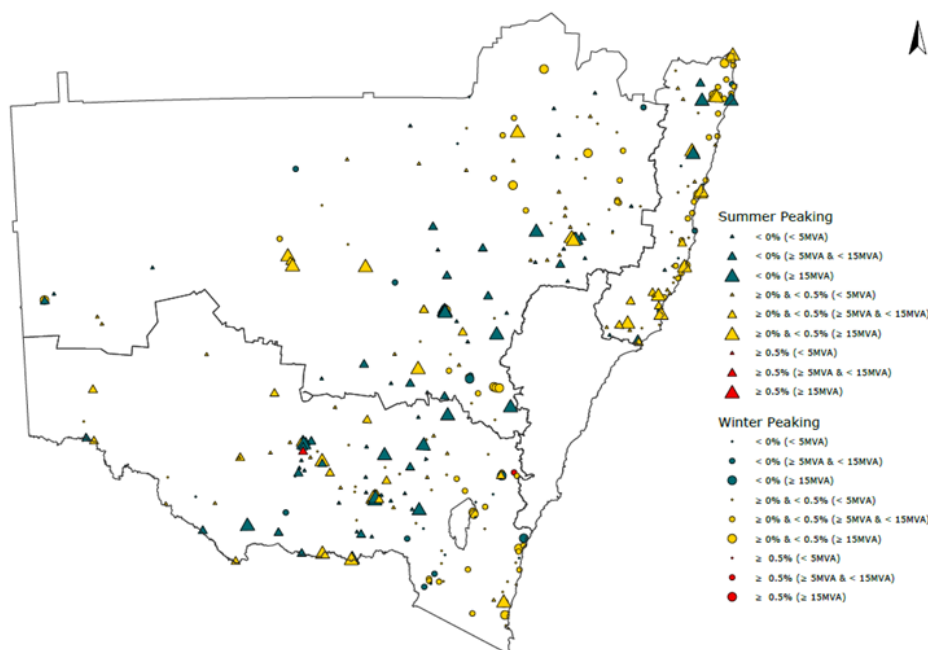 Summer Peaking
< 0% (< 5MVA)
< 0% (≥ 5MVA & < 15MVA)
< 0% (≥ 15MVA)
≥ 0% & < 0.5% (< 5MVA)
≥ 0% & < 0.5% (≥ 5MVA & < 15MVA)
≥ 0% & < 0.5% (≥ 15MVA)
≥ 0.5% (< 5MVA)
≥ 0.5% (≥ 5MVA & < 15MVA)
≥ 0.5% (≥ 15MVA)
Winter Peaking
< 0% (< 5MVA)
< 0% (≥ 5MVA & < 15MVA)
< 0% (≥ 15MVA)
≥ 0% & < 0.5% (< 5MVA)
≥ 0% & < 0.5% (≥ 5MVA & < 15MVA)
≥ 0% & < 0.5% (≥ 15MVA)
≥ 0.5% (< 5MVA)
≥ 0.5% (≥ 5MVA & < 15MVA)
≥ 0.5% (≥ 15MVA)